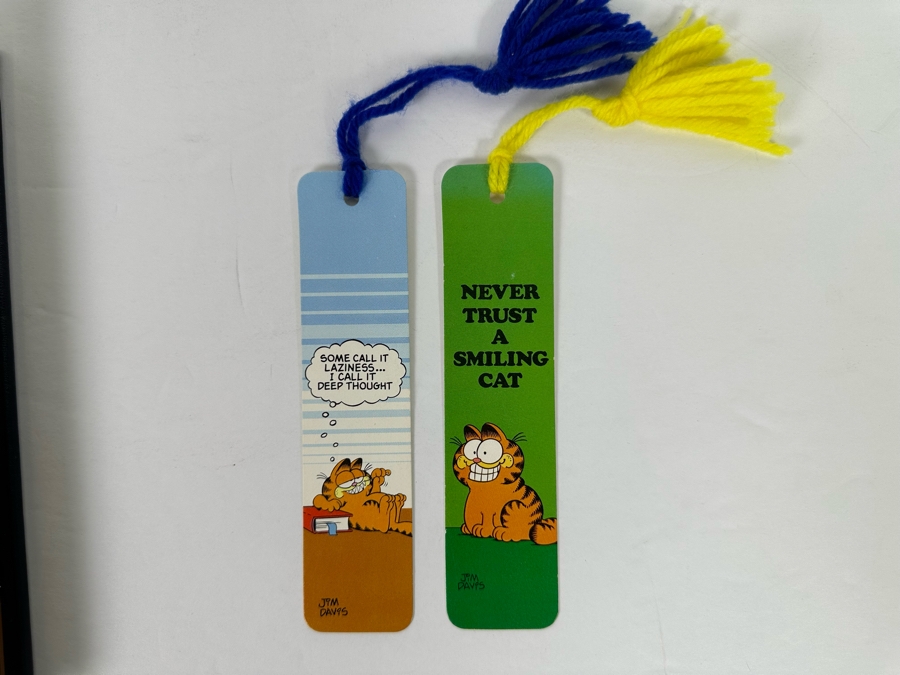 SOME CALL IT
LAZINESS...
I CALL IT
DEEP THOUGHT
JIM
DAVIS
NEVER
TRUST
A
SMILING
CAT
JIM
DAVIS